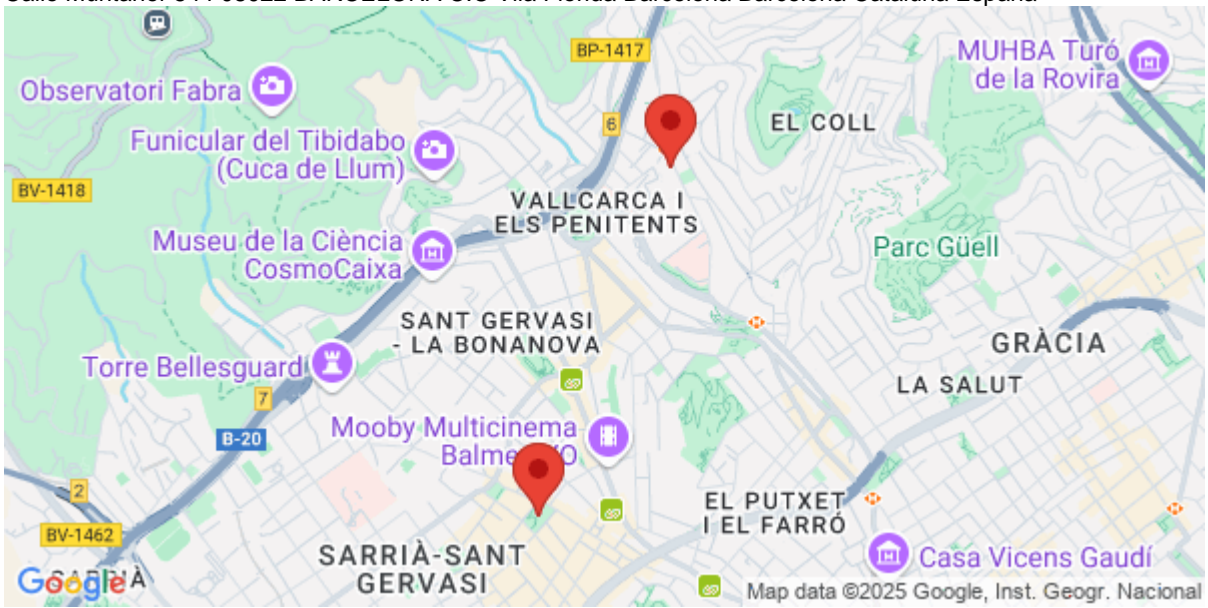 BP-1417
MUHBA Turó
de la Rovira
Observatori Fabra
6
EL COLL
Funicular del Tibidabo
(Cuca de Llum)
BV-1418
VALLCARCA I
ELS PENITENTS
Museu de la Ciència
CosmoCaixa
Parc Güell
SANT GERVASI
- LA BONANOVA
GRÀCIA
Torre Bellesguard
LA SALUT
7
B-20
Mooby Multicinema
2
EL PUTXET
I EL FARRÓ
BV-1462
SARRIÀ-SANT
GERVASI
Casa Vicens Gaudí
Google
Map data ©2025 Google, Inst. Geogr. Nacional